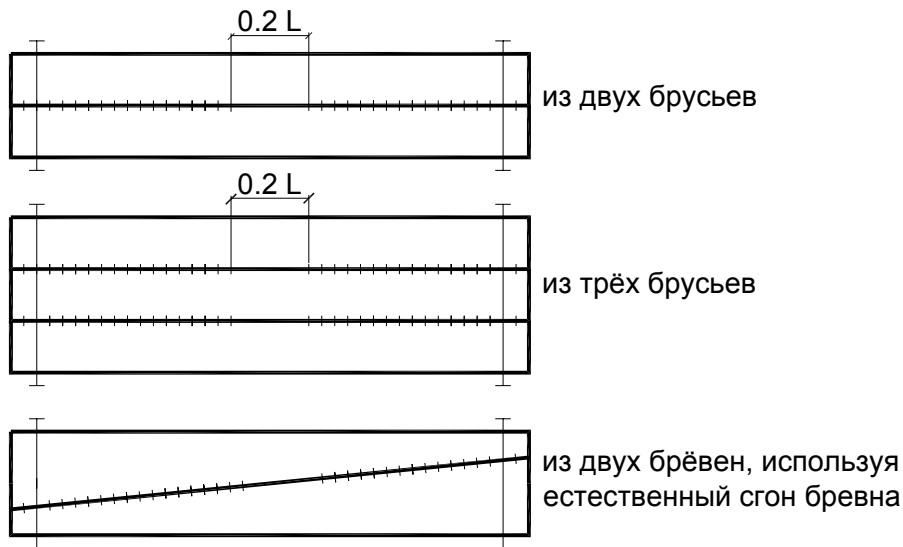 0.2 L
из двух брусьев
0.2 L
из трёх брусьев
из двух брёвен, используя
естественный сгон бревна